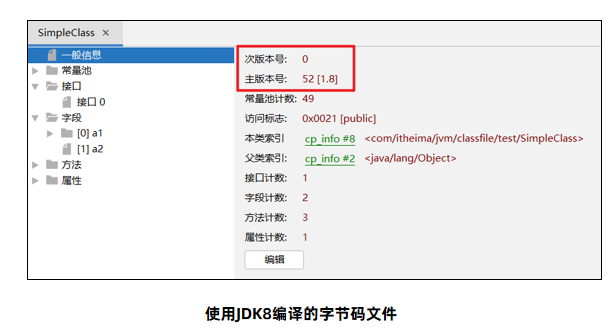 SimpleClass ×
一般信息
常量池
接口
接口 0
字段
[0] a1
[1] a2
方法
属性
次版本号: 0
主版本号: 52 [1.8]
常量池计数: 49
访问标志: 0x0021 [public]
本类索引 cp_info #8 <com/itheima/jvm/classfile/test/SimpleClass>
父类索引: cp_info #2 <java/lang/Object>
接口计数: 1
字段计数: 2
方法计数: 3
属性计数: 1
编辑
使用JDK8编译的字节码文件